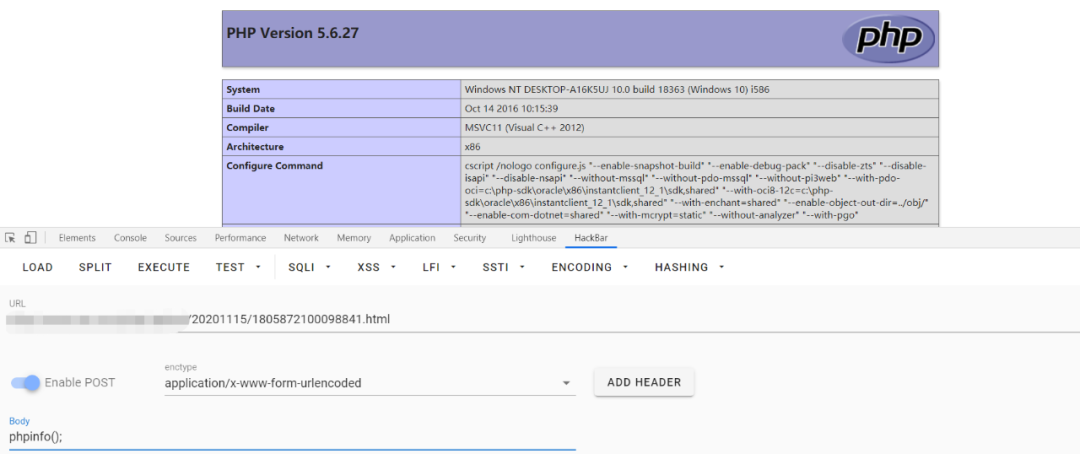 PHP Version 5.6.27
php
System Windows NT DESKTOP-A16K5UJ 10.0 build 18363 (Windows 10) i586
Build Date Oct 14 2016 10:15:39
Compiler MSVC11 (Visual C++ 2012)
Architecture x86
Configure Command cscript /nologo configure.js "--enable-snapshot-build" "--enable-debug-pack" "--disable-zts" "--disable-
isapi" "--disable-nsapi" "--without-mssql" "--without-pdo-mssql" "--without-pi3web" "--with-pdo-
oci=c:\php-sdk\oracle\x86\instantclient_12_1\sdk,shared" "--with-oci8-12c=c:\php-
sdk\oracle\x86\instantclient_12_1\sdk,shared" "--with-enchant=shared" "--enable-object-out-dir=../obj/"
"--enable-com-dotnet=shared" "--with-mcrypt=static" "--without-analyzer" "--with-pgo"
Elements Console Sources Performance Network Memory Application Security Lighthouse HackBar
LOAD SPLIT EXECUTE TEST SQLI XSS LFI SSTI ENCODING HASHING
URL
/20201115/1805872100098841.html
Enable POST
enctype
application/x-www-form-urlencoded
ADD HEADER
Body
phpinfo();